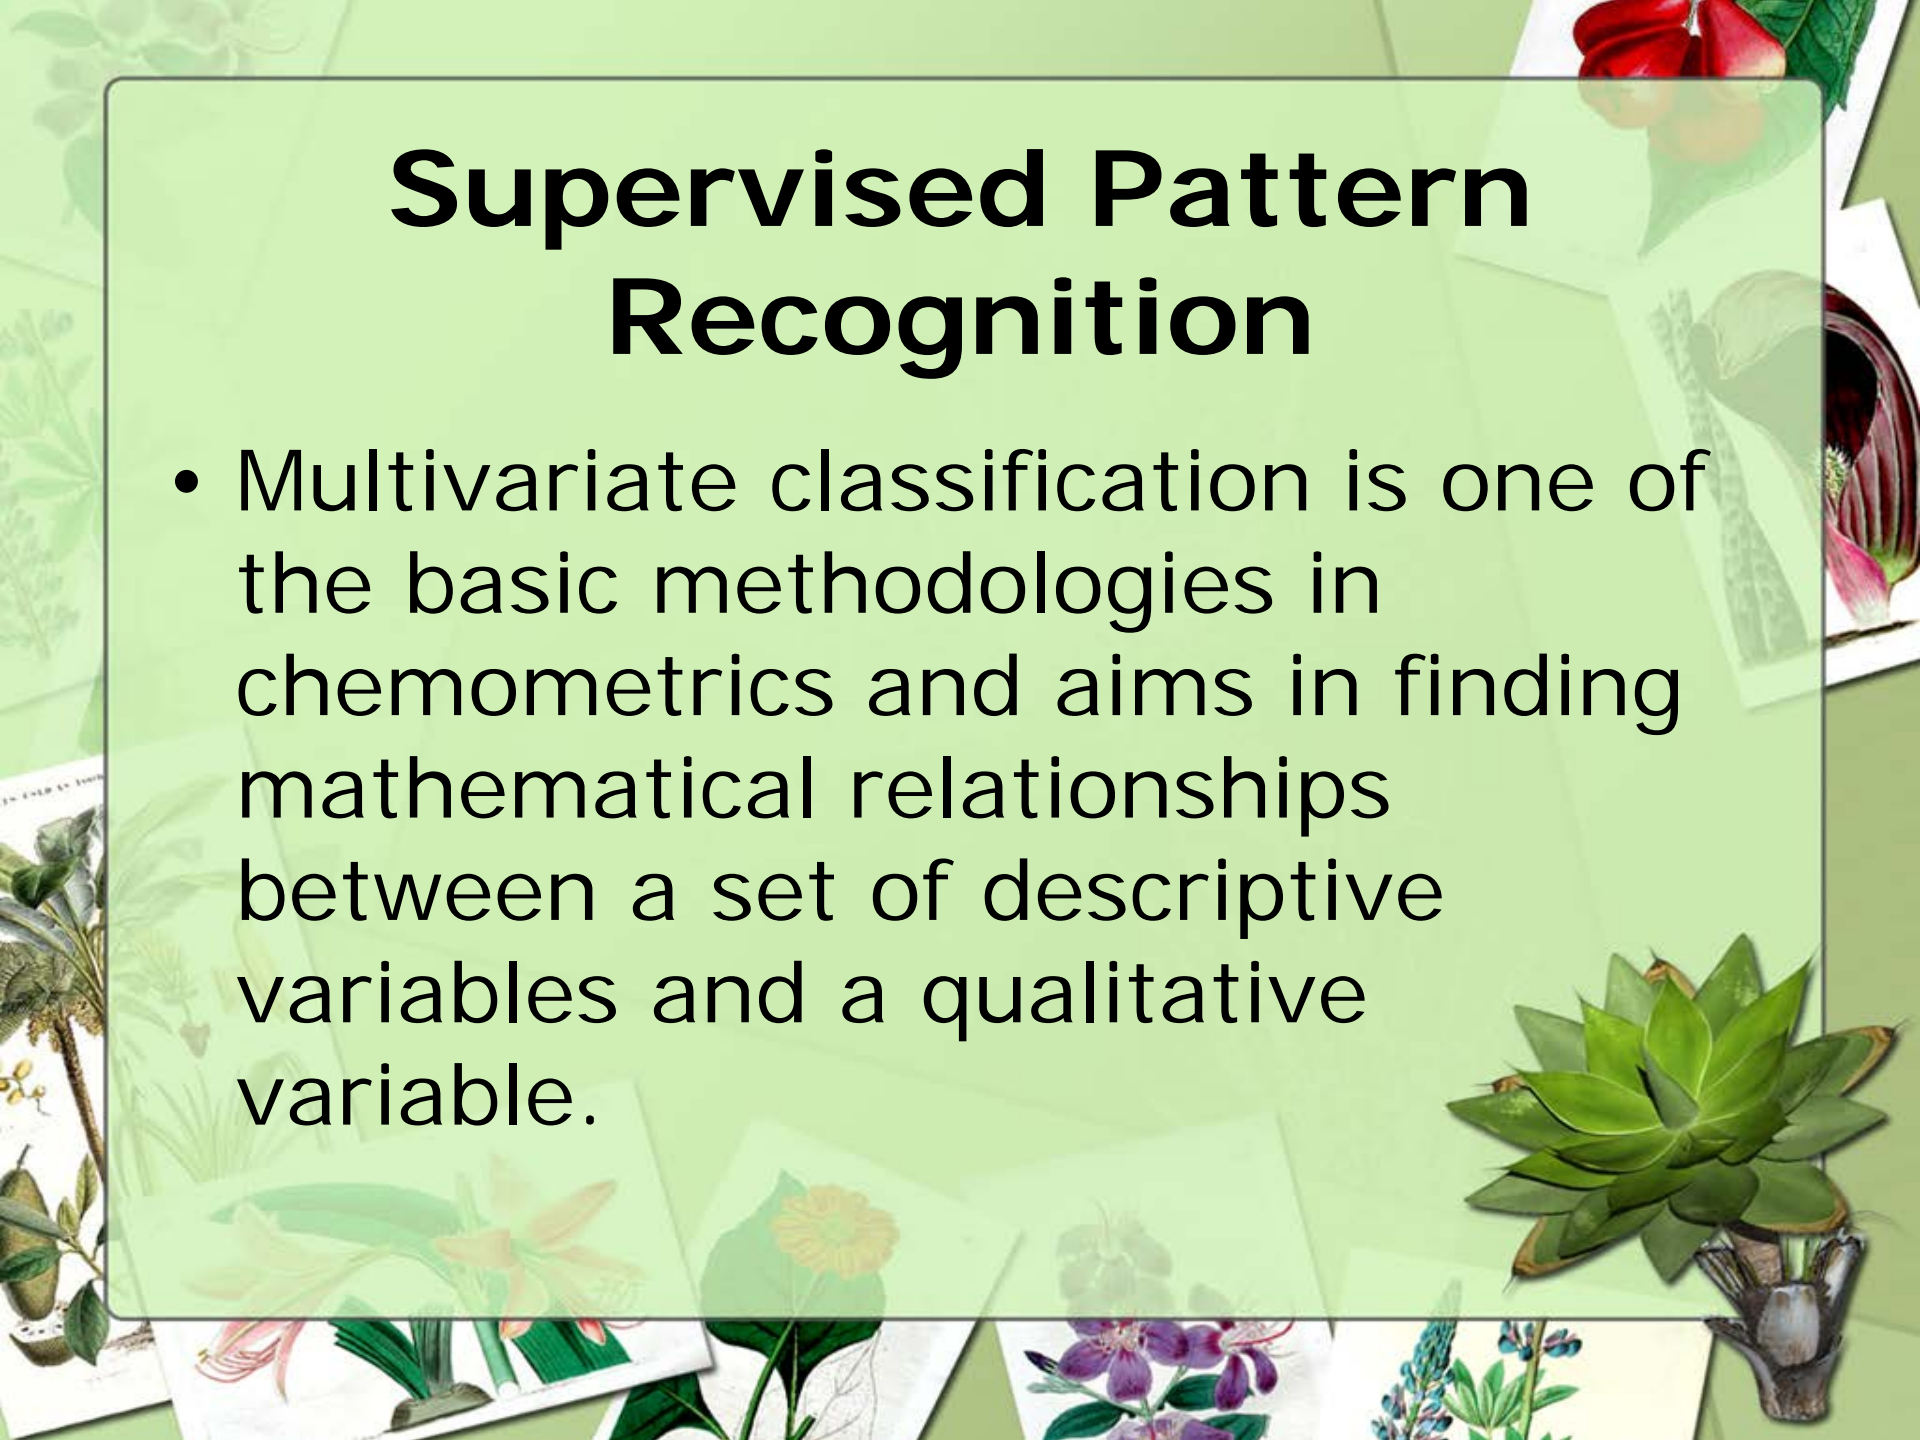 Supervised Pattern
Recognition
• Multivariate classification is one of
the basic methodologies in
chemometrics and aims in finding
mathematical relationships
between a set of descriptive
variables and a qualitative
variable.